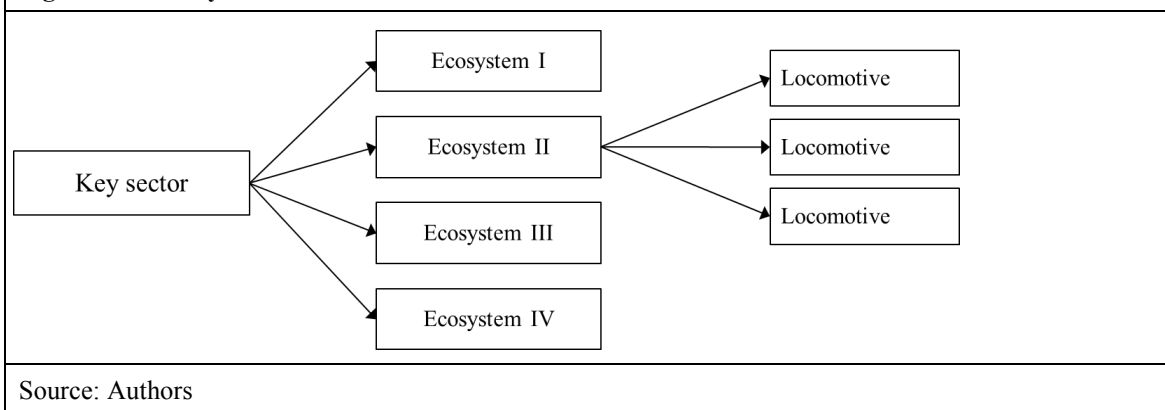 Key sector
Ecosystem I
Ecosystem II
Ecosystem III
Ecosystem IV
Locomotive
Locomotive
Locomotive
Source: Authors